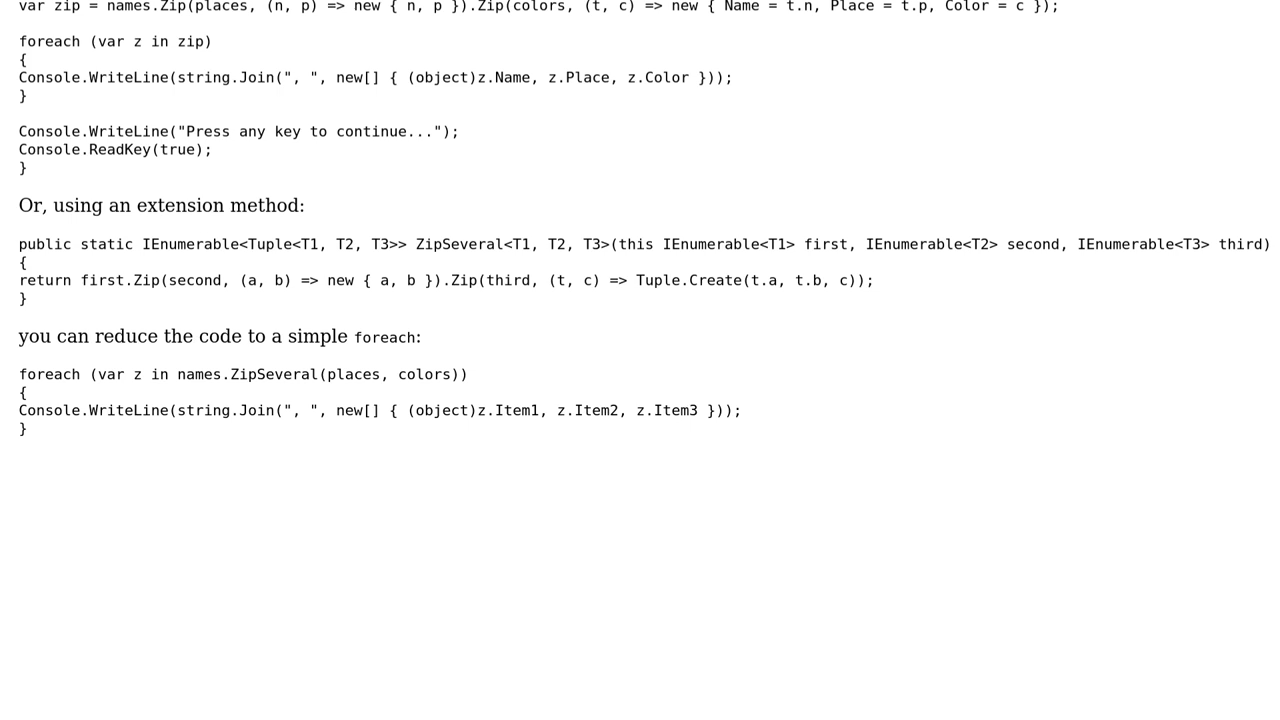 var zip = names.Zip(places, (n, p) => new { n, p }).Zip(colors, (t, c) => new { Name = t.n, Place = t.p, Color = c });
foreach (var z in zip)
{
Console.WriteLine(string.Join(", ", new[] { (object)z.Name, z.Place, z.Color }));
}
Console.WriteLine("Press any key to continue...");
Console.ReadKey(true);
}
Or, using an extension method:
public static IEnumerable<Tuple<T1, T2, T3>> ZipSeveral<T1, T2, T3>(this IEnumerable<T1> first, IEnumerable<T2> second, IEnumerable<T3> third)
{
return first.Zip(second, (a, b) => new { a, b }).Zip(third, (t, c) => Tuple.Create(t.a, t.b, c));
}
you can reduce the code to a simple foreach:
foreach (var z in names.ZipSeveral(places, colors))
{
Console.WriteLine(string.Join(", ", new[] { (object)z.Item1, z.Item2, z.Item3 }));
}